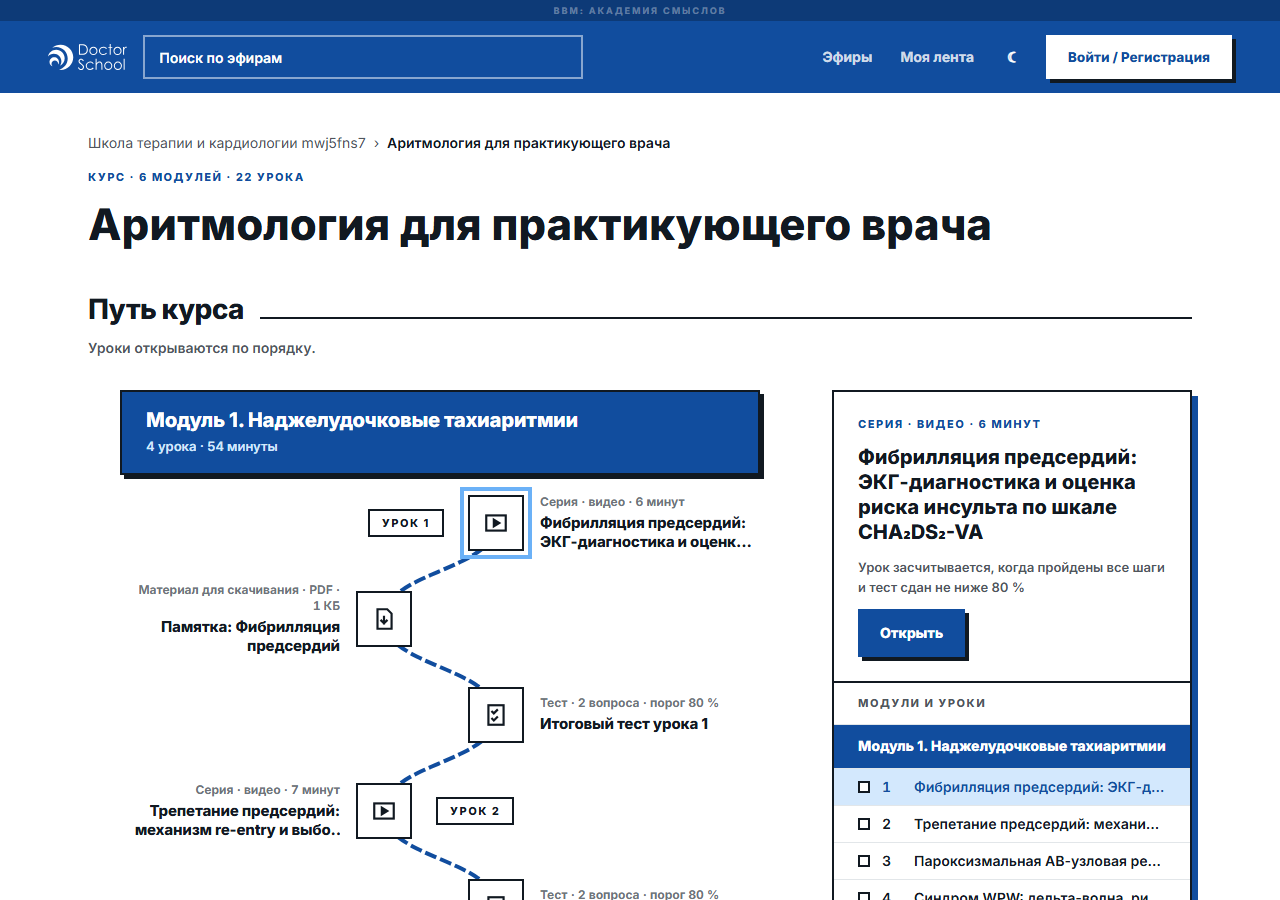 ВВМ: АКАДЕМИЯ СМЫСЛОВ
Doctor School
Поиск по эфирам
Эфиры
Моя лента
Войти / Регистрация
Школа терапии и кардиологии mwj5fns7 › Аритмология для практикующего врача
КУРС · 6 МОДУЛЕЙ · 22 УРОКА
Аритмология для практикующего врача
Путь курса
Уроки открываются по порядку.
Модуль 1. Наджелудочковые тахиаритмии
4 урока · 54 минуты
УРОК 1
Серия · видео · 6 минут
Фибрилляция предсердий:
ЭКГ-диагностика и оценк...
Материал для скачивания · PDF ·
1 КБ
Памятка: Фибрилляция
предсердий
Тест · 2 вопроса · порог 80 %
Итоговый тест урока 1
Серия · видео · 7 минут
Трепетание предсердий:
механизм re-entry и выбо..
УРОК 2
Тест · 2 вопроса · порог 80 %
СЕРИЯ · ВИДЕО · 6 МИНУТ
Фибрилляция предсердий:
ЭКГ-диагностика и оценка
риска инсульта по шкале
CHA₂DS₂-VA
Урок засчитывается, когда пройдены все шаги
и тест сдан не ниже 80 %
Открыть
МОДУЛИ И УРОКИ
Модуль 1. Наджелудочковые тахиаритмии
1 Фибрилляция предсердий: ЭКГ-д...
2 Трепетание предсердий: механи...
3 Пароксизмальная АВ-узловая ре...
4 Синдром WPW: дельта-волна, ри...